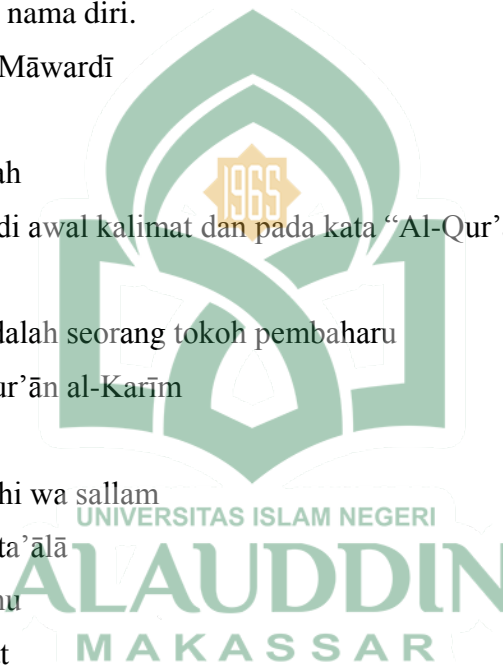 nama diri.
Māwardī
ah
1965
di awal kalimat dan pada kata “Al-Qur’
dalah seorang tokoh pembaharu
ur’ān al-Karīm
hi wa sallam
UNIVERSITAS ISLAM NEGERI
ta’ālā
ALAUDDIN
nu
MAKASSAR
t